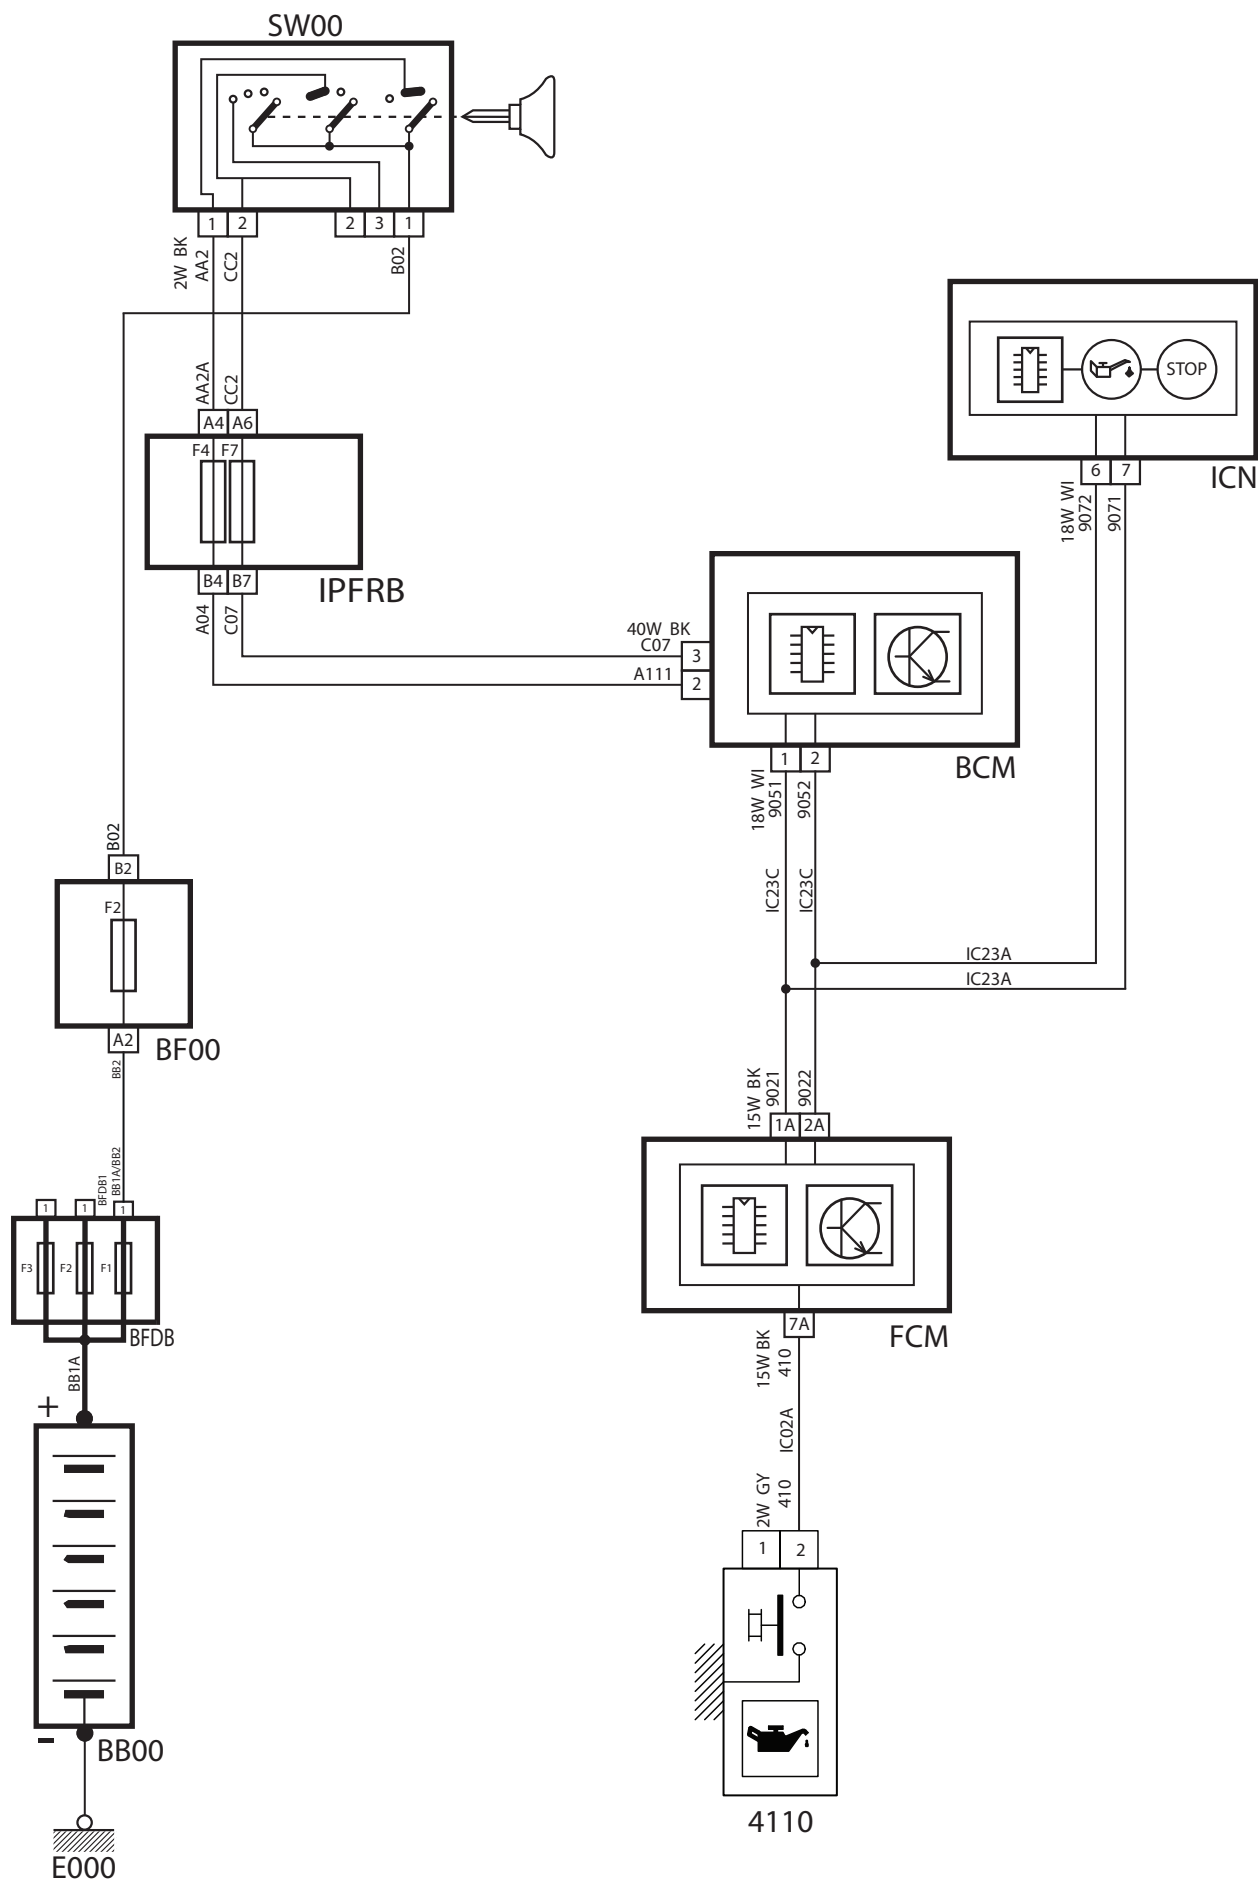 SW00
1 2 2 3 1
2W BK
AA2
CC2
B02
AA2A
CC2
A4 A6
F4 F7
B4 B7
IPFRB
A04
C07
STOP
6 7
ICN
18W WI
9072
9071
40W BK
C07
3
A111
2
1 2
BCM
18W WI
9051
9052
IC23C
IC23C
IC23A
IC23A
B02
B2
F2
A2
BF00
BB2
BFDB1
BB1A/BB2
1 1 1
F3 F2 F1
BFDB
BB1A
+
-
BB00
E000
15W BK
9021
9022
1A 2A
7A
FCM
15W BK
410
IC02A
2W GY
410
1 2
4110